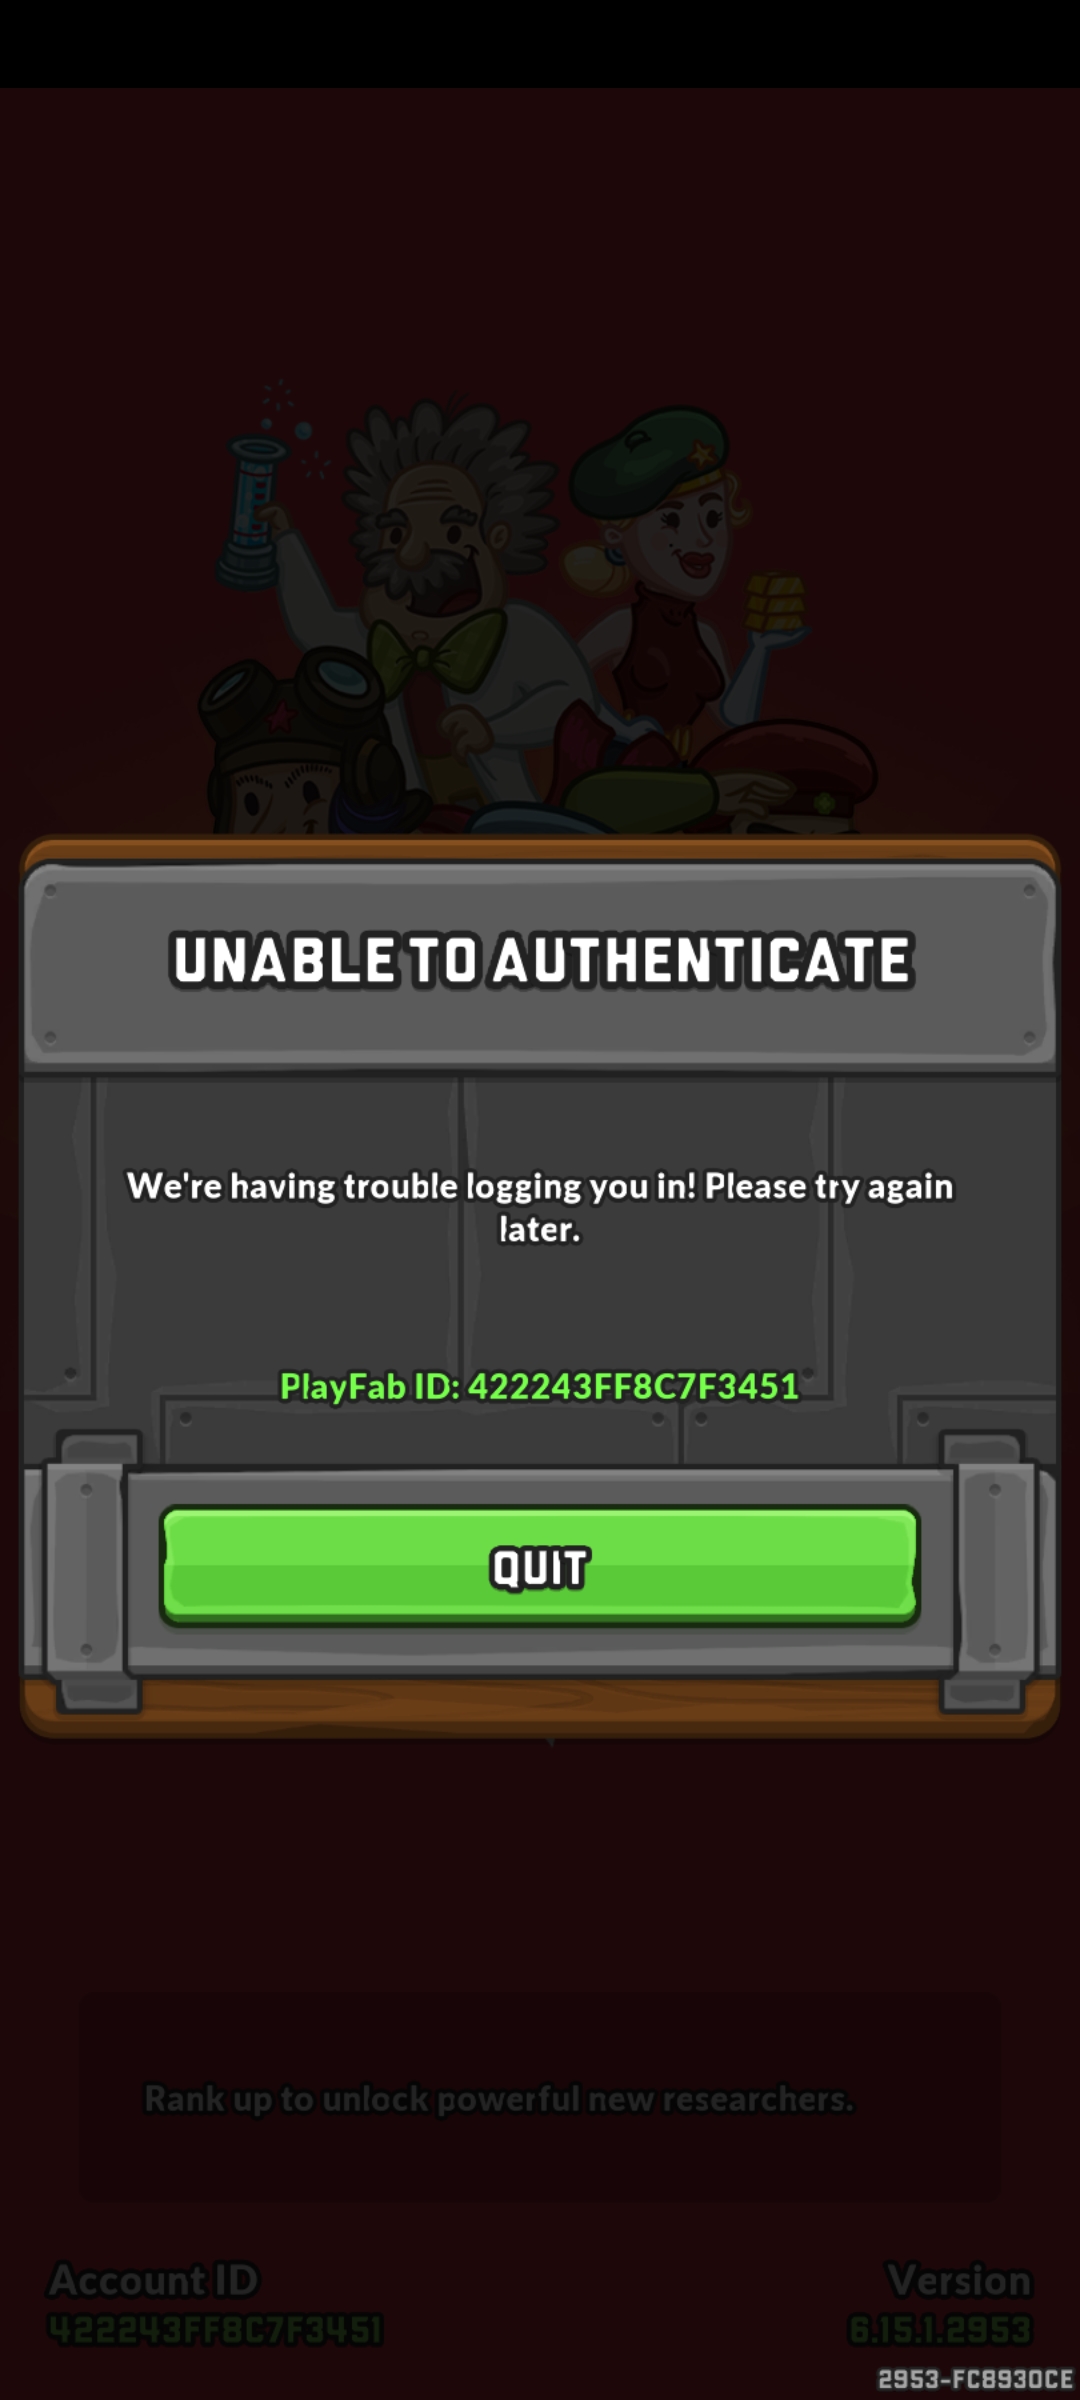 UNABLE TO AUTHENTICATE
We're having trouble logging you in! Please try again
later.
PlayFab ID: 422243FF8C7F3451
QUIT
Rank up to unlock powerful new researchers.
Account ID
Version
422243FF8C7F3451
6.15.1.2953
2953-FC8930CE